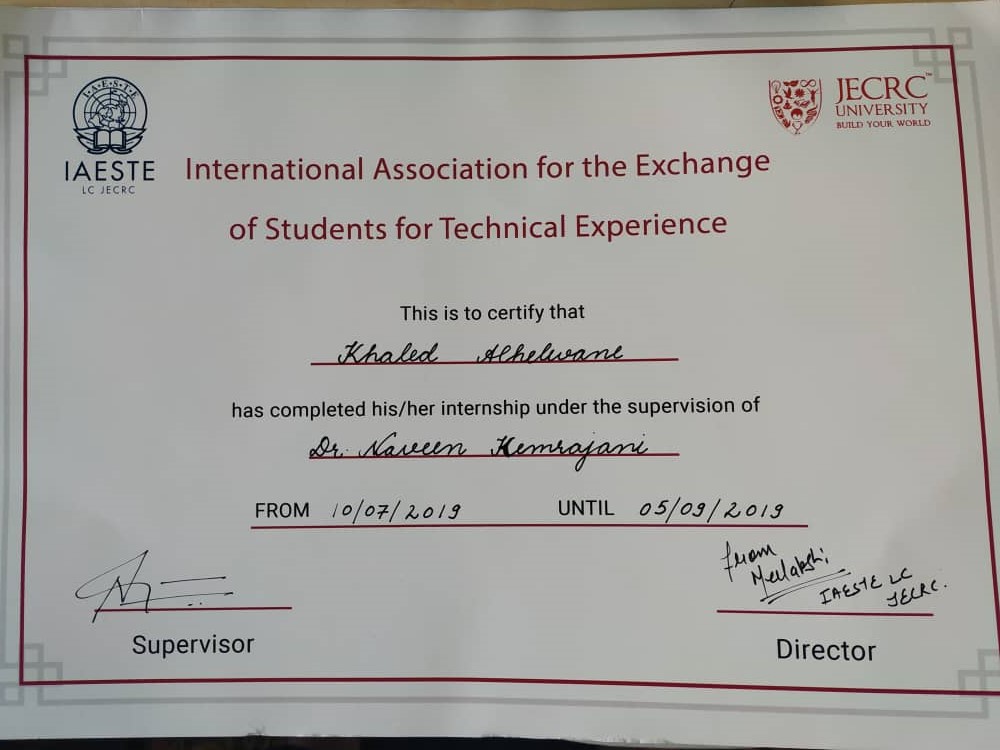 I.A.E.S.T.E
IAESTE
LC JECRC
JECRC™
UNIVERSITY
BUILD YOUR WORLD
International Association for the Exchange
of Students for Technical Experience
This is to certify that
Khaled Alhelwane
has completed his/her internship under the supervision of
Dr. Naveen Hemrajani
FROM 10/07/2019 UNTIL 05/09/2019
from
IAESTE LC
JECRC.
Supervisor
Director